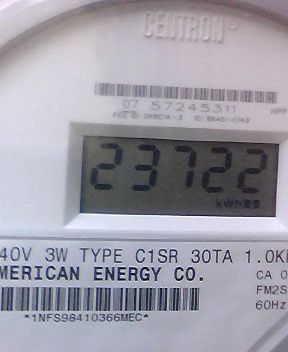 CENTRON
07 57245311
23722
kWh
40V 3W TYPE C1SR 30TA 1.0K
MERICAN ENERGY CO.
CA 0
FM2S
60Hz
*1NFS98410366MEC*